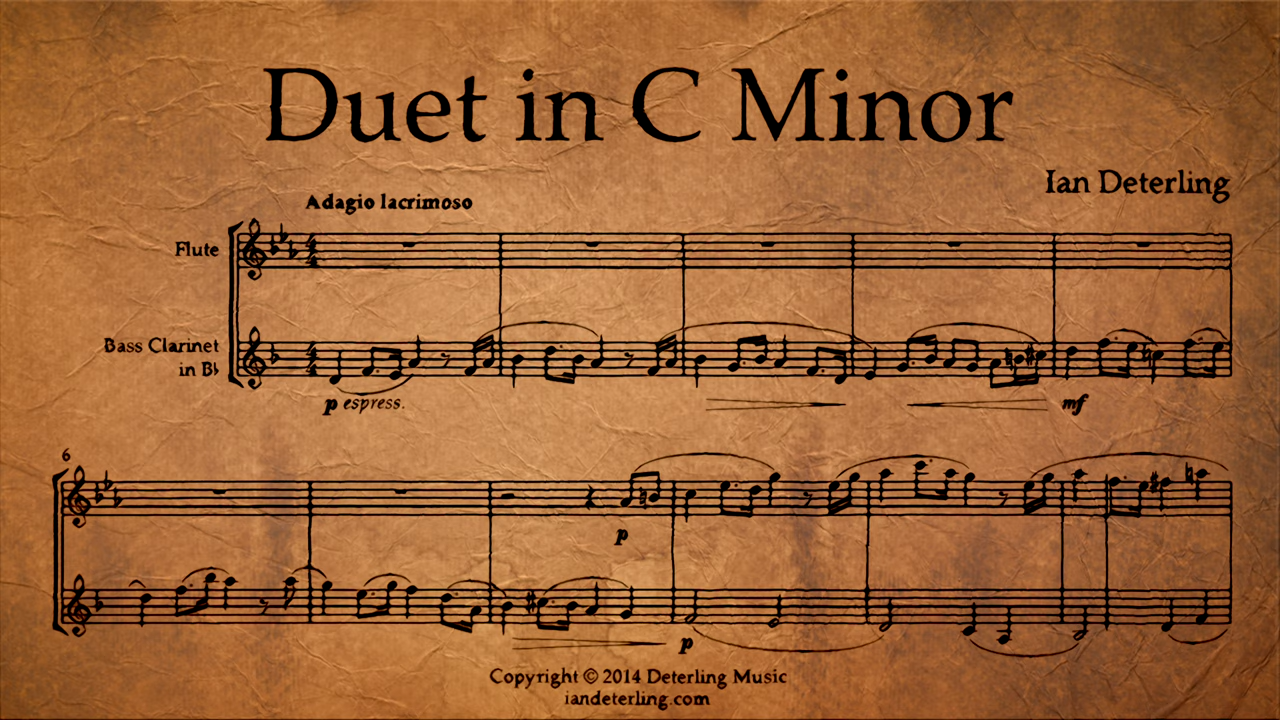 Duet in C Minor
Ian Deterling
Adagio lacrimoso
Flute
Bass Clarinet
in B♭
p espress.
mf
6
p
p
Copyright © 2014 Deterling Music
iandeterling.com